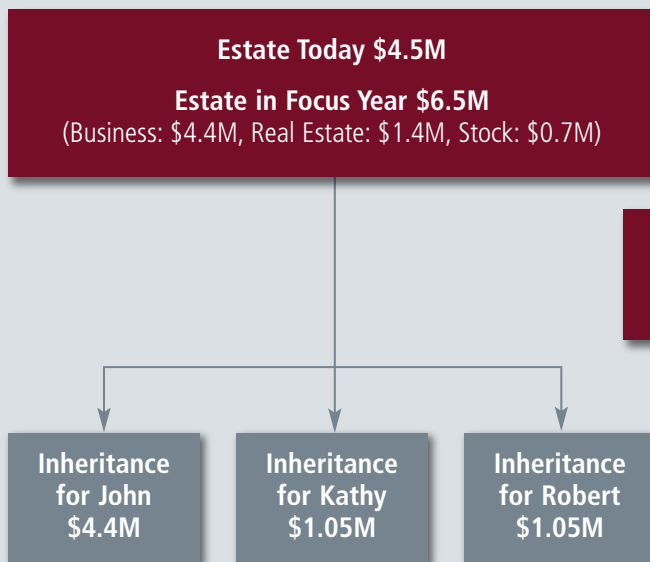 Estate Today $4.5M
Estate in Focus Year $6.5M
(Business: $4.4M, Real Estate: $1.4M, Stock: $0.7M)
Inheritance
for John
$4.4M
Inheritance
for Kathy
$1.05M
Inheritance
for Robert
$1.05M